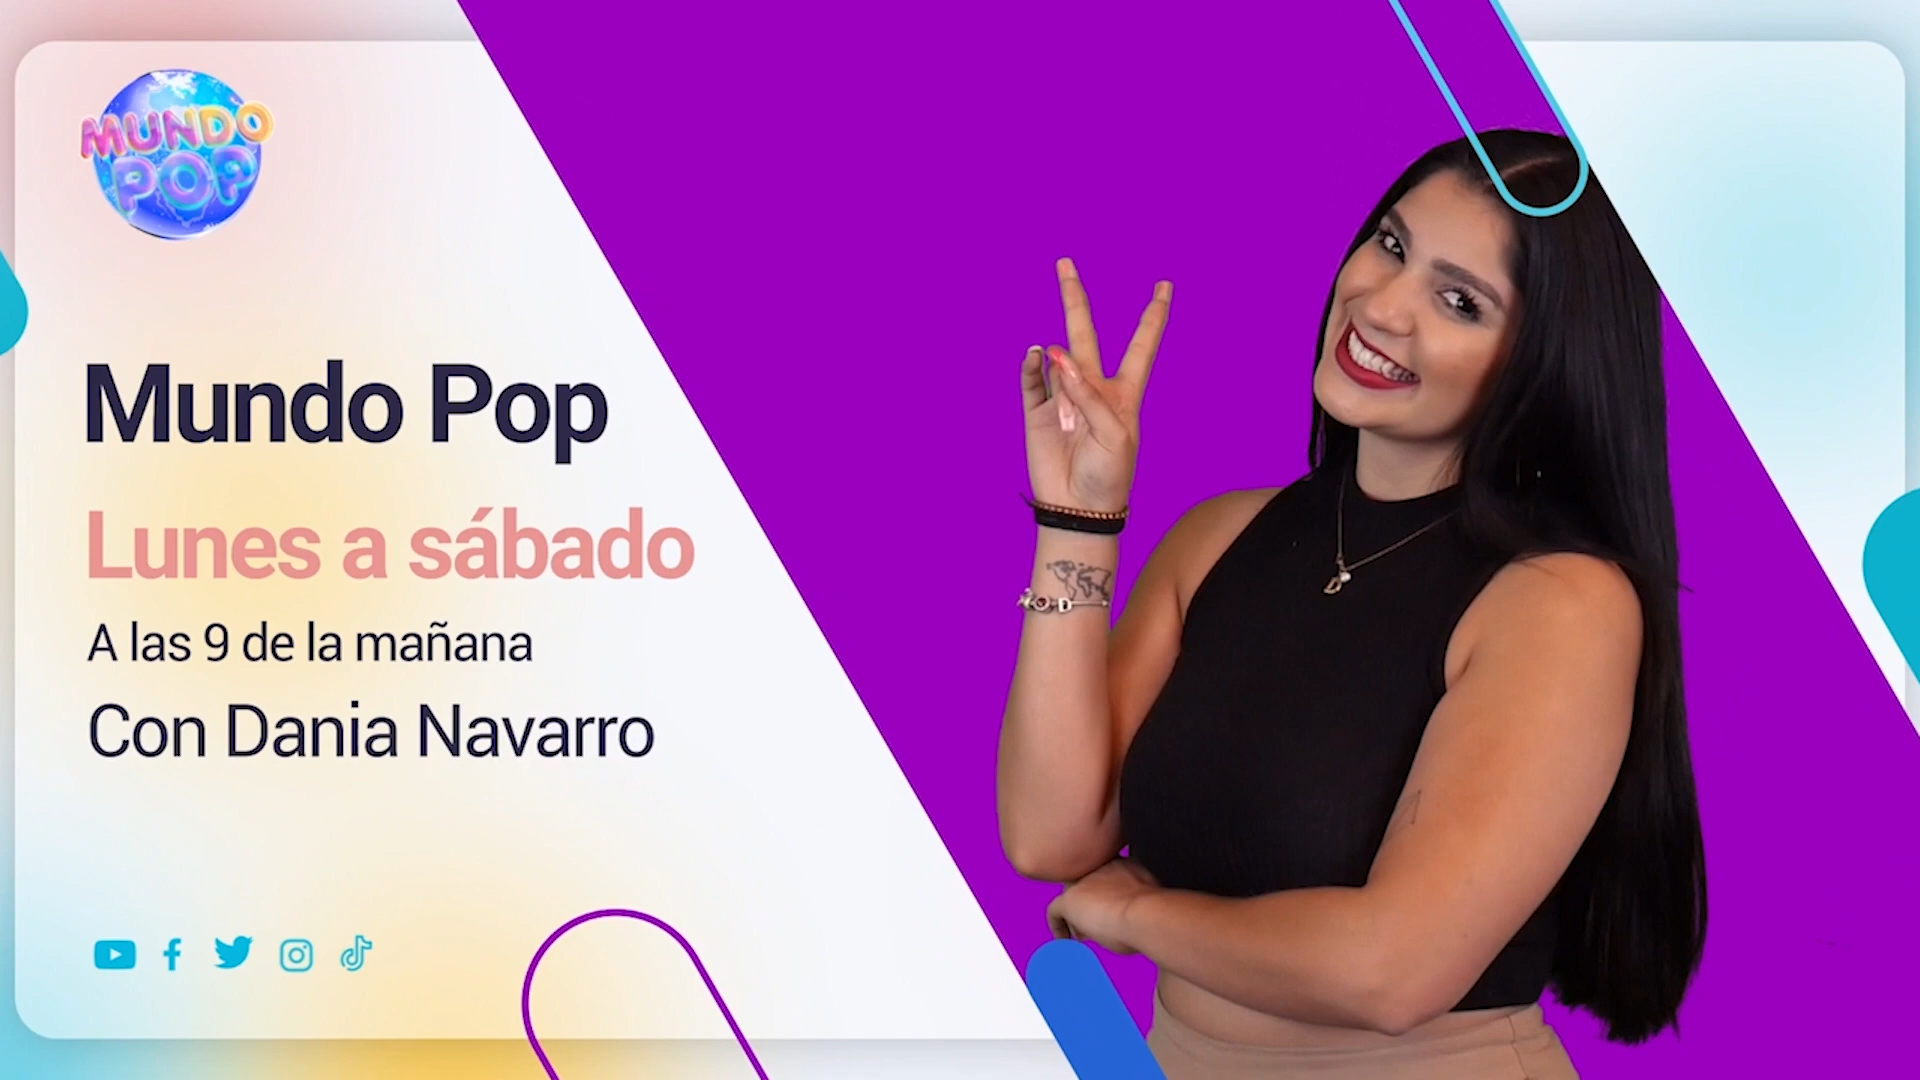 MUNDO
POP
Mundo Pop
Lunes a sábado
A las 9 de la mañana
Con Dania Navarro
D
D